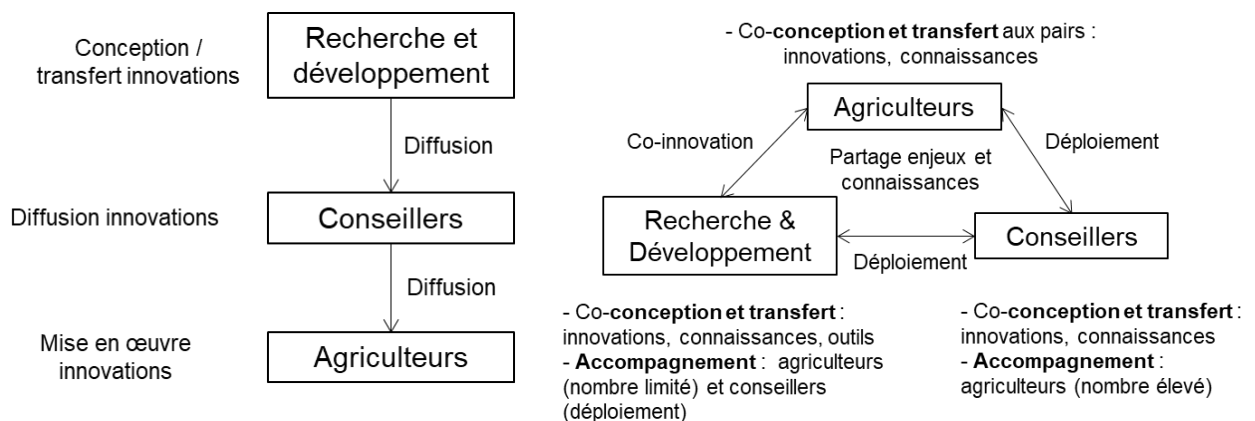 Conception /
transfert innovations
Recherche et
développement
Diffusion
Diffusion innovations
Conseillers
Diffusion
Mise en œuvre
innovations
Agriculteurs
- Co-conception et transfert aux pairs :
innovations, connaissances
Agriculteurs
Co-innovation
Déploiement
Partage enjeux et
connaissances
Recherche &
Développement
Déploiement
Conseillers
- Co-conception et transfert :
innovations, connaissances, outils
- Accompagnement : agriculteurs
(nombre limité) et conseillers
(déploiement)
- Co-conception et transfert :
innovations, connaissances
- Accompagnement :
agriculteurs (nombre élevé)